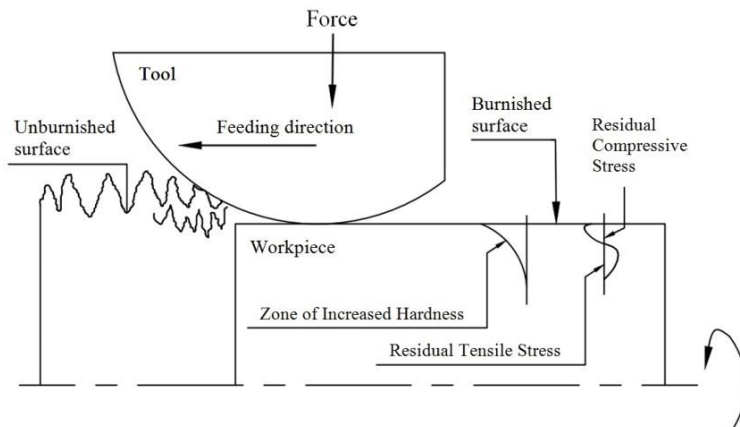 Force
Tool
Feeding direction
Unburnished
surface
Burnished
surface
Residual
Compressive
Stress
Workpiece
Zone of Increased Hardness
Residual Tensile Stress